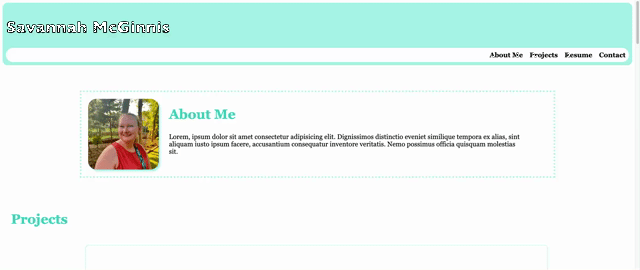 Savannah McGinnis
About Me Projects Resume Contact
About Me
Lorem, ipsum dolor sit amet consectetur adipisicing elit. Dignissimos distinctio eveniet similique tempora ex alias, sint
aliquam iusto ipsum facere, accusantium consequatur inventore veritatis. Nemo possimus officia quisquam molestias
sit.
Projects